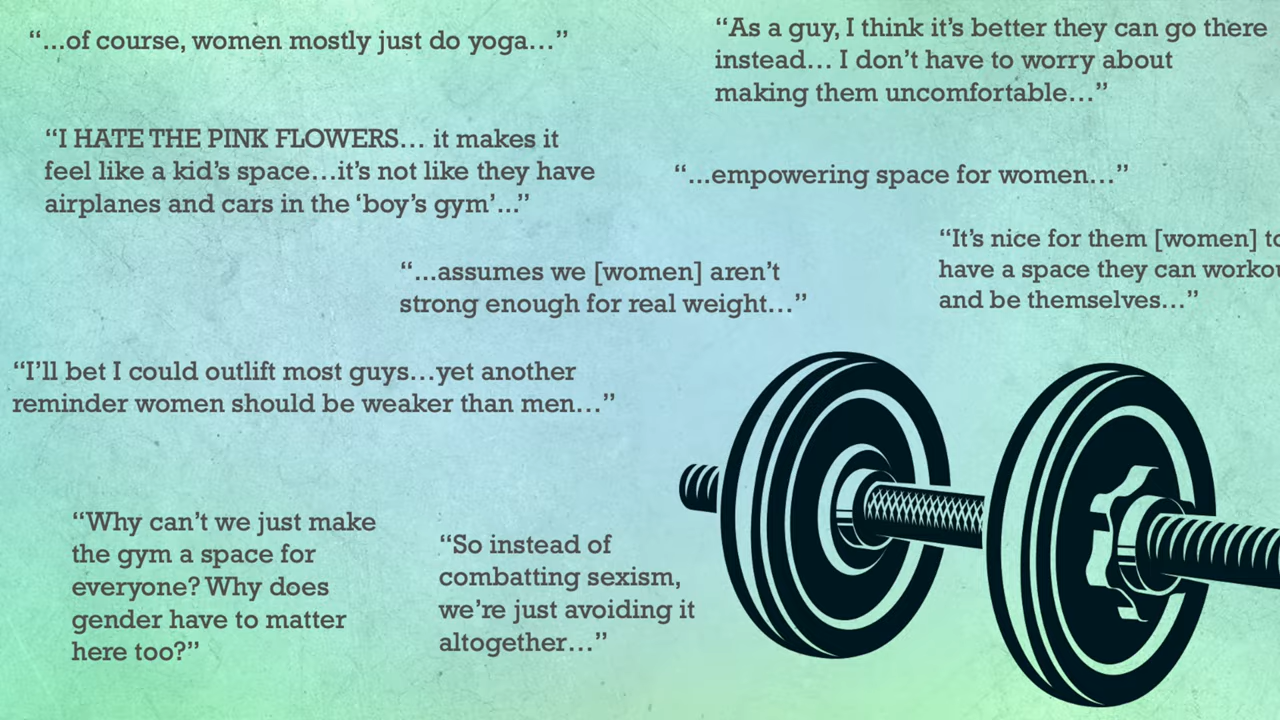 “...of course, women mostly just do yoga…”
“As a guy, I think it’s better they can go there
instead… I don’t have to worry about
making them uncomfortable…”
“I HATE THE PINK FLOWERS… it makes it
feel like a kid’s space…it’s not like they have
airplanes and cars in the ‘boy’s gym’...”
“...empowering space for women…”
“It’s nice for them [women]
have a space they can
and be themselves…”
“…assumes we [women] aren’t
strong enough for real weight…”
“I’ll bet I could outlift most guys…yet another
reminder women should be weaker than men…”
“Why can’t we just make
the gym a space for
everyone? Why does
gender have to matter
here too?”
“So instead of
combatting sexism,
we’re just avoiding it
altogether…”